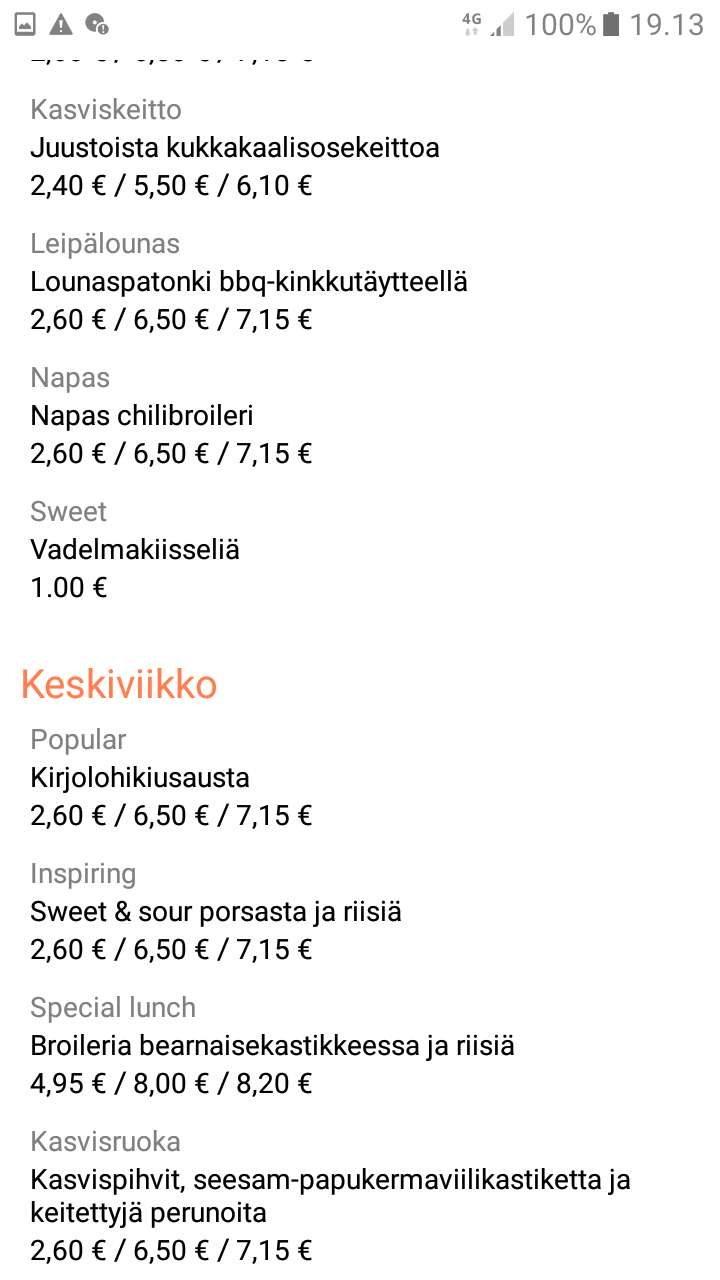 4G 100% 19.13
Kasviskeitto
Juustoista kukkakaalisosekeittoa
2,40 € / 5,50 € / 6,10 €
Leipälounas
Lounaspatonki bbq-kinkkutäytteellä
2,60 € / 6,50 € / 7,15 €
Napas
Napas chilibroileri
2,60 € / 6,50 € / 7,15 €
Sweet
Vadelmakiisseliä
1.00 €
Keskiviikko
Popular
Kirjolohikiusausta
2,60 € / 6,50 € / 7,15 €
Inspiring
Sweet & sour porsasta ja riisiä
2,60 € / 6,50 € / 7,15 €
Special lunch
Broileria bearnaisekastikkeessa ja riisiä
4,95 € / 8,00 € / 8,20 €
Kasvisruoka
Kasvispihvit, seesam-papukermaviilikastiketta ja
keitettyjä perunoita
2,60 € / 6,50 € / 7,15 €